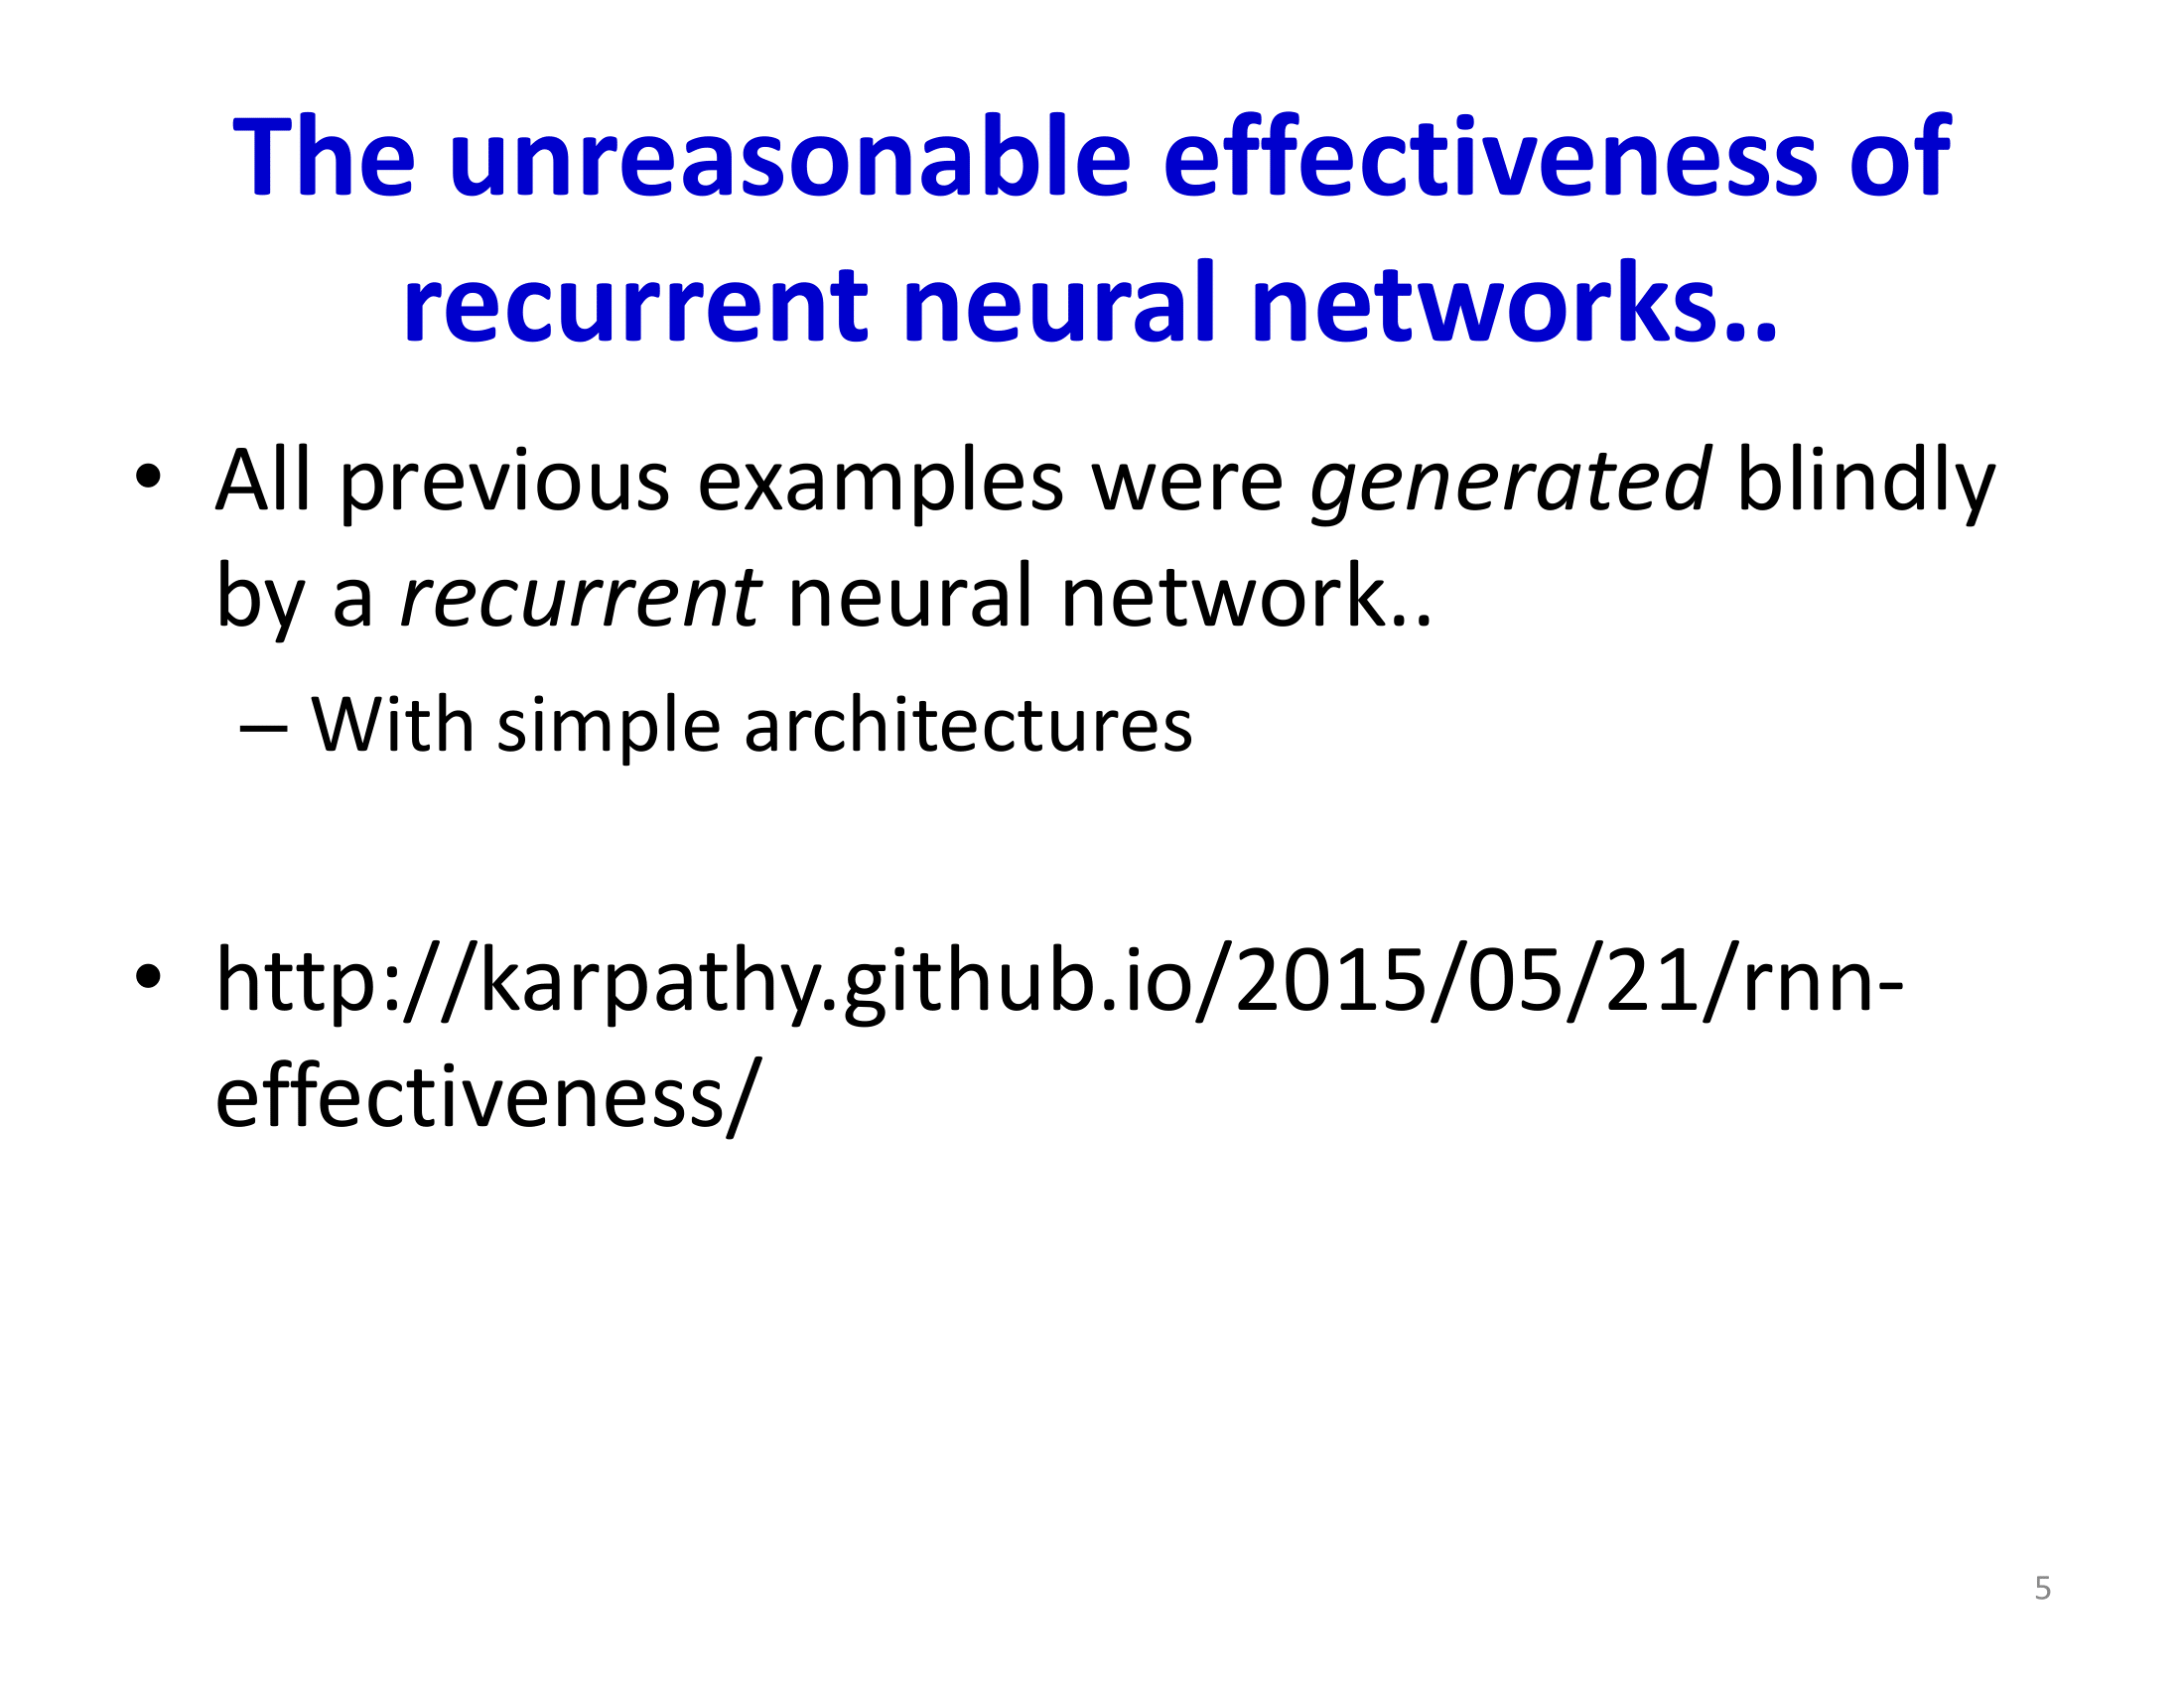 The unreasonable effectiveness of
recurrent neural networks..
• All previous examples were generated blindly
by a recurrent neural network..
– With simple architectures
• http://karpathy.github.io/2015/05/21/rnn-
effectiveness/
5